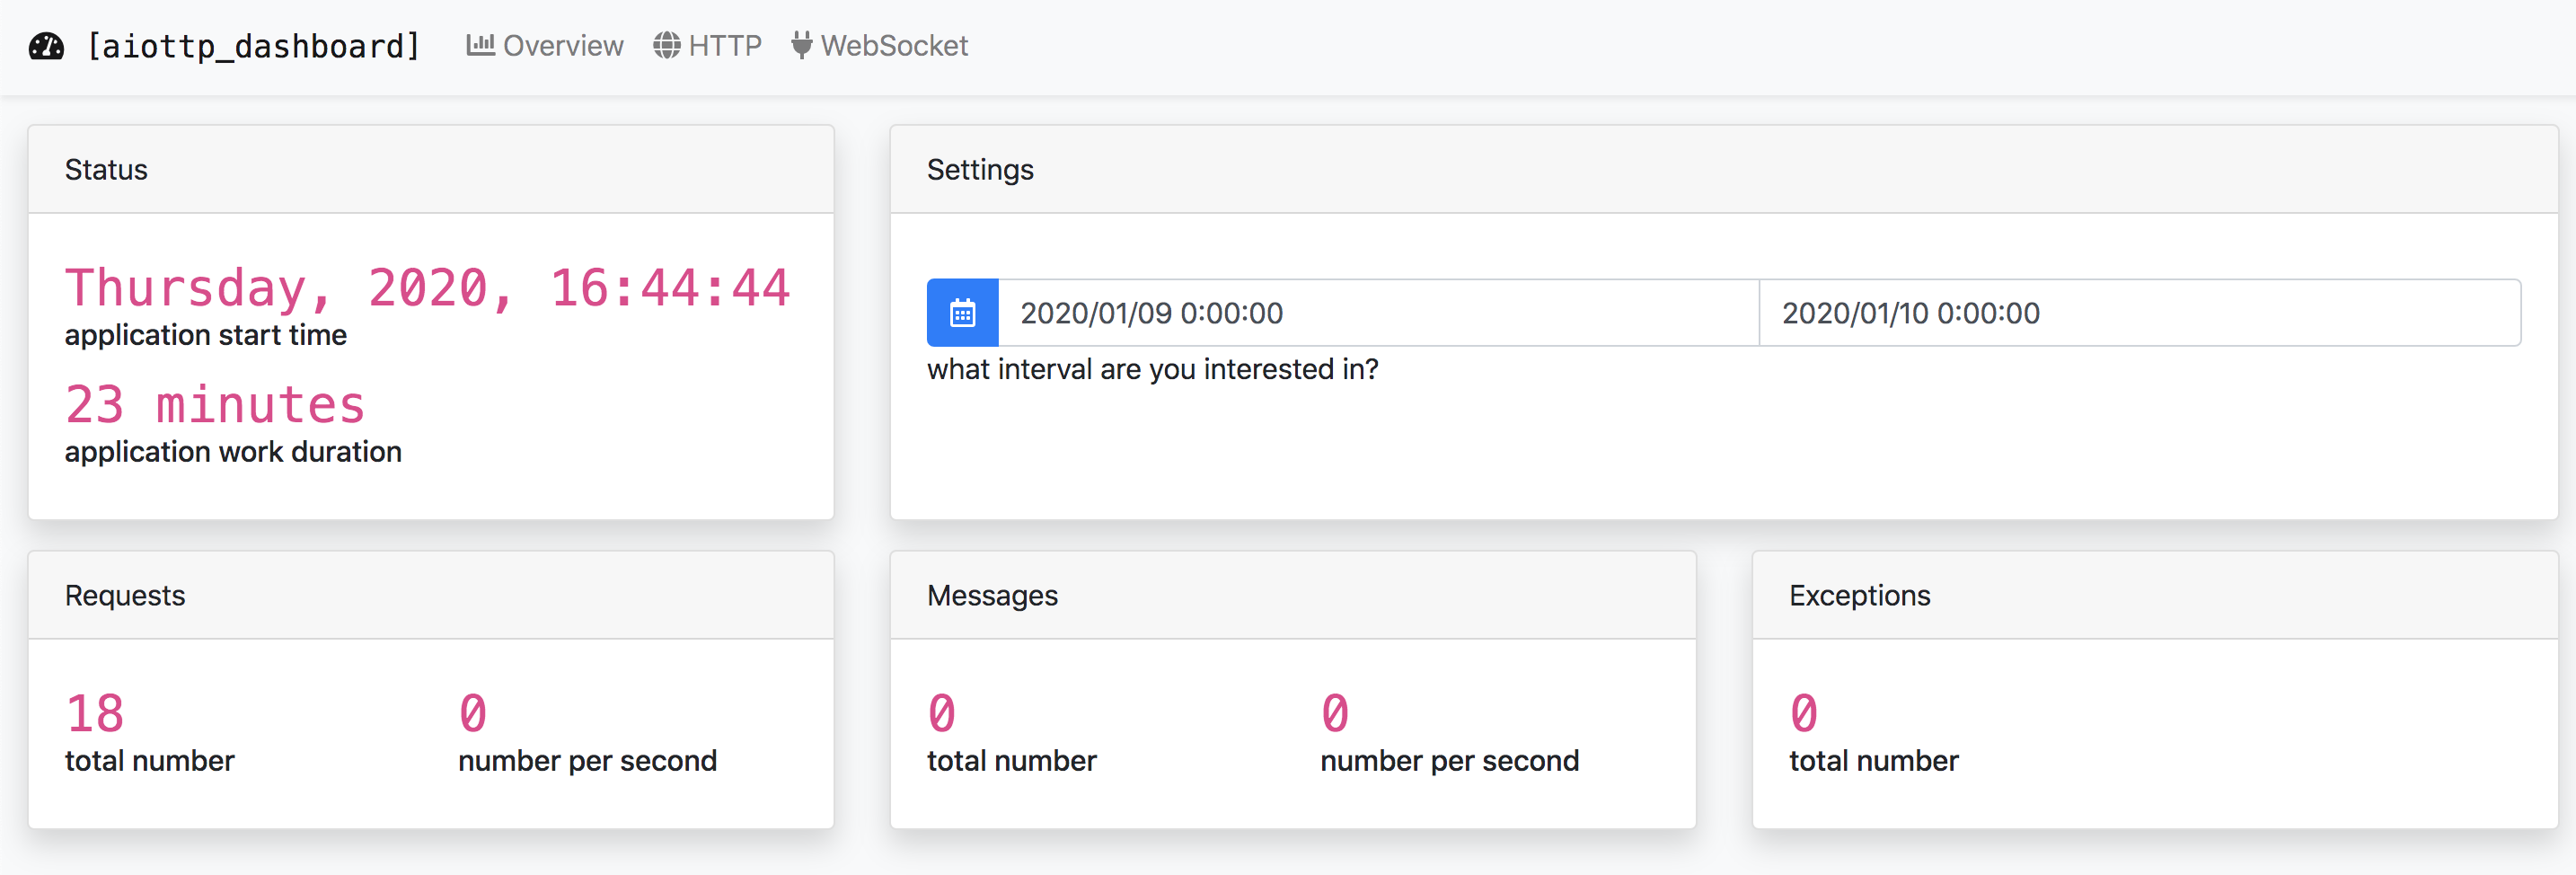 [aiottp_dashboard] Overview HTTP WebSocket
Status
Thursday, 2020, 16:44:44
application start time
23 minutes
application work duration
Settings
2020/01/09 0:00:00 2020/01/10 0:00:00
what interval are you interested in?
Requests
18 0
total number number per second
Messages
0 0
total number number per second
Exceptions
0
total number